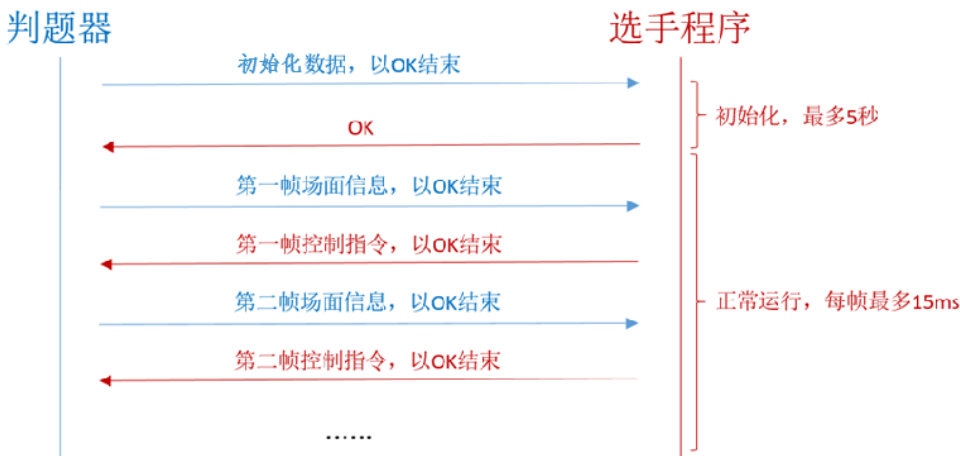 判题器
选手程序
初始化数据，以OK结束
初始化，最多5秒
OK
第一帧场面信息，以OK结束
第一帧控制指令，以OK结束
第二帧场面信息，以OK结束
正常运行，每帧最多15ms
第二帧控制指令，以OK结束
……